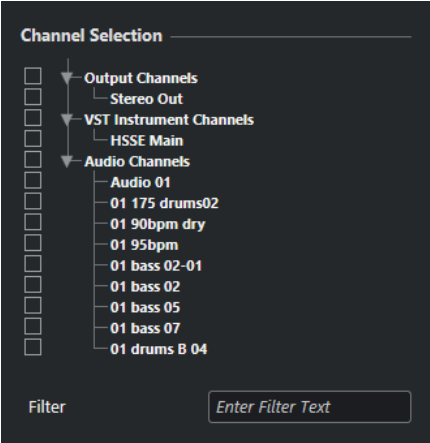 Channel Selection
Output Channels
Stereo Out
VST Instrument Channels
HSSE Main
Audio Channels
Audio 01
01 175 drums02
01 90bpm dry
01 95bpm
01 bass 02-01
01 bass 02
01 bass 05
01 bass 07
01 drums B 04
Filter
Enter Filter Text